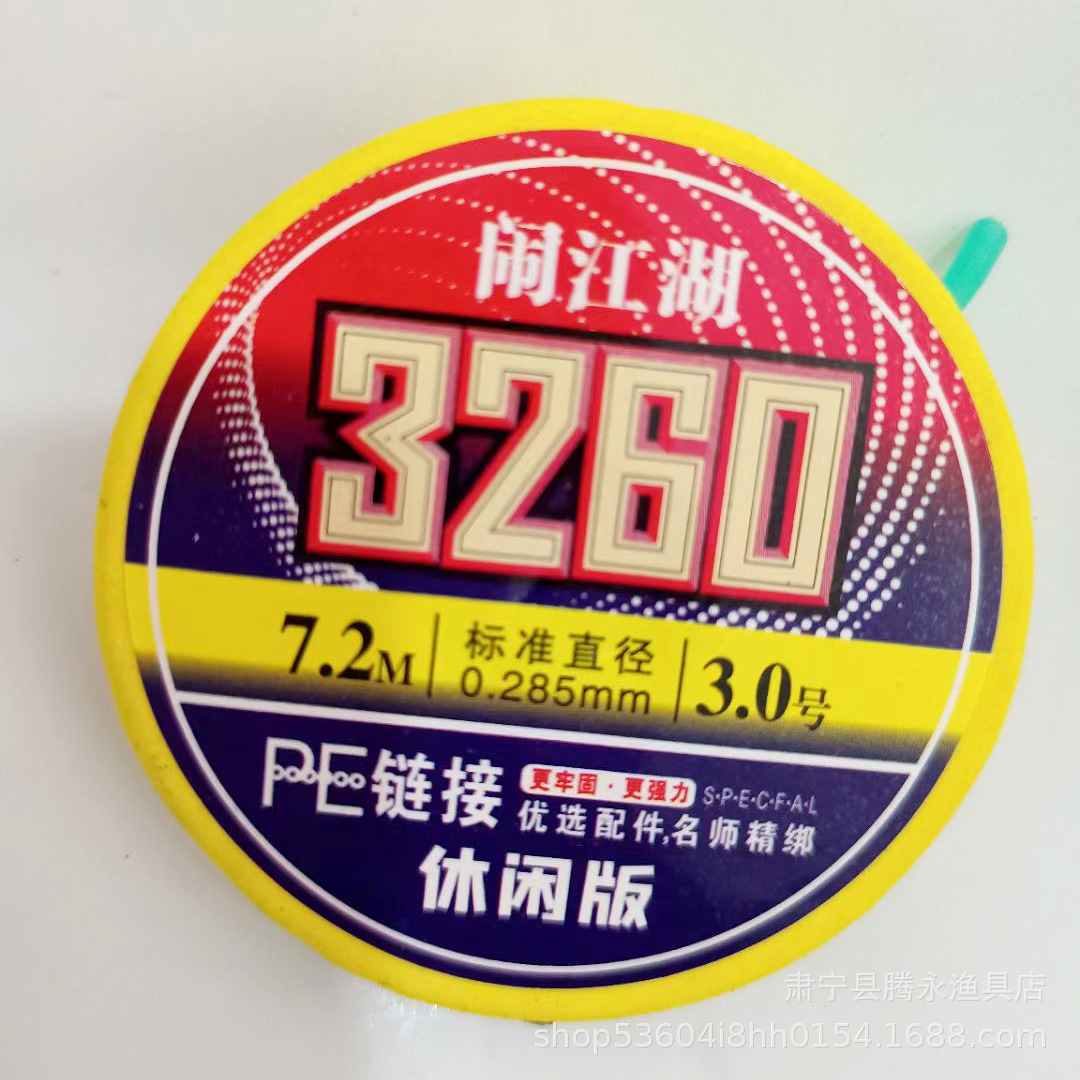 闹江湖
3260
7.2M 标准直径 0.285mm 3.0号
PE链接 更牢固·更强力 S·P·E·C·F·A·L
优选配件,名师精绑
休闲版
肃宁县腾永渔具店
shop53604i8hh0154.1688.com